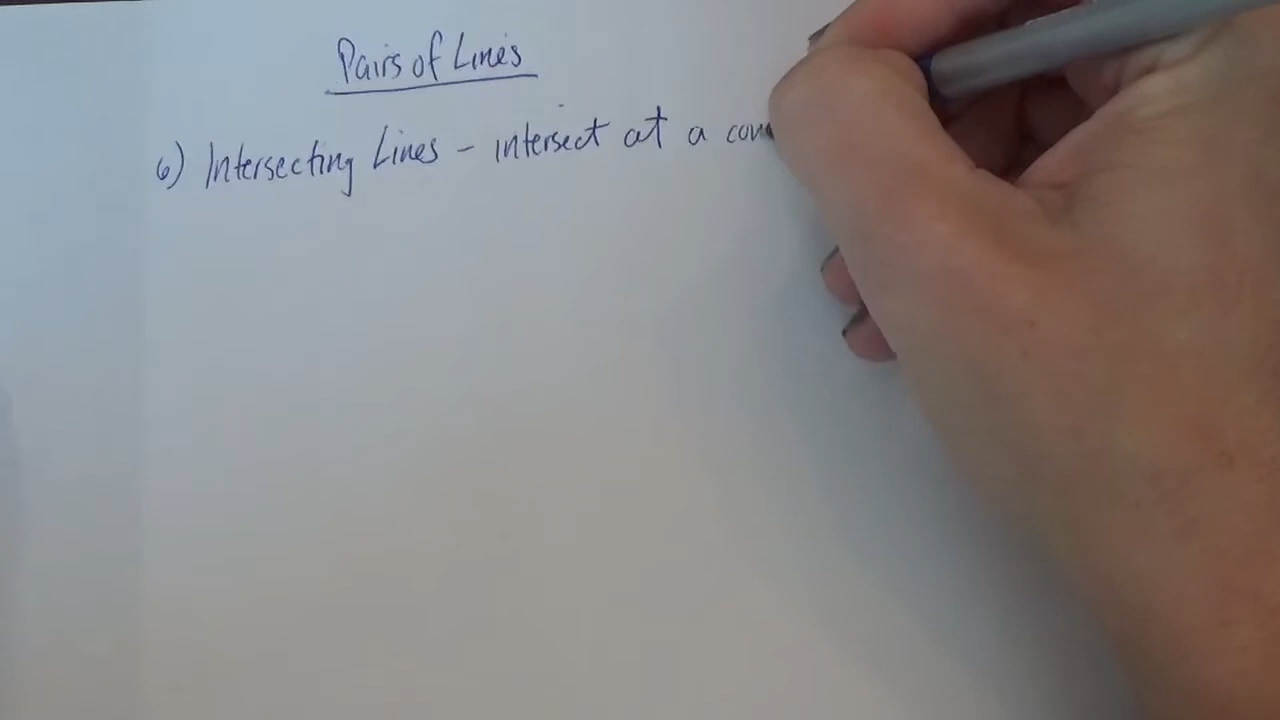 Pairs of Lines
6) Intersecting Lines - intersect at a